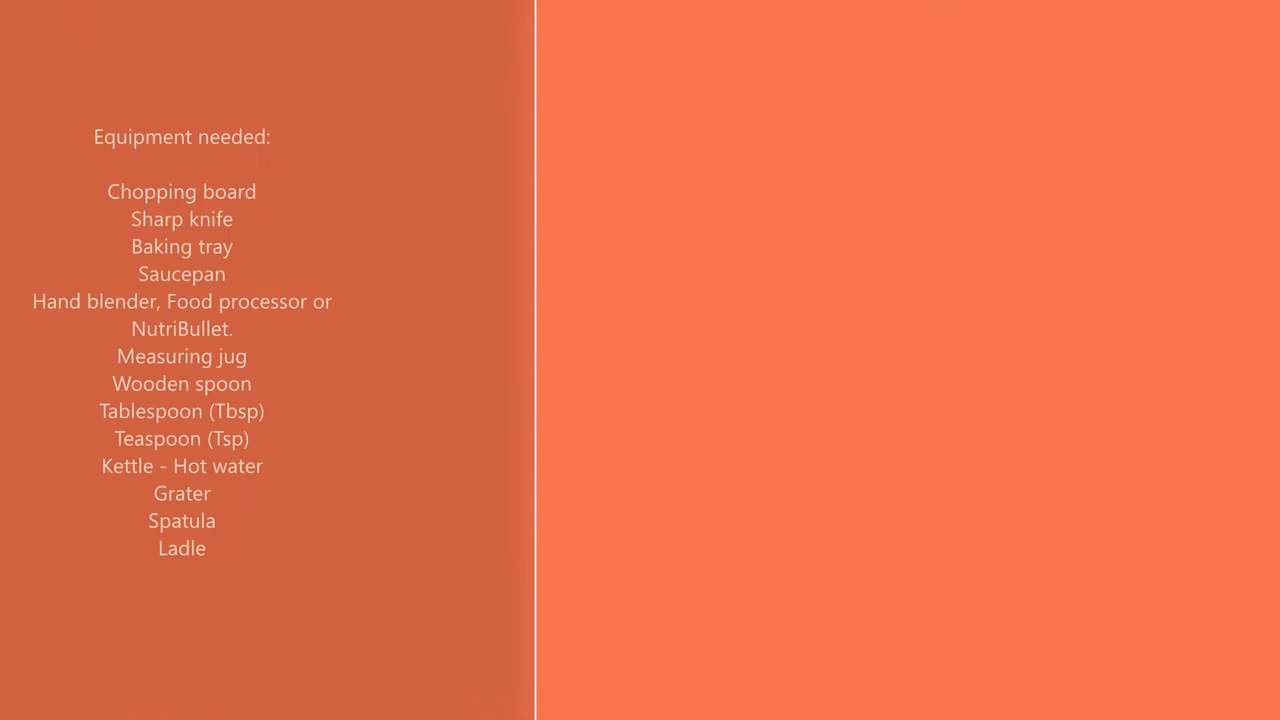 Equipment needed:
Chopping board
Sharp knife
Baking tray
Saucepan
Hand blender, Food processor or
NutriBullet.
Measuring jug
Wooden spoon
Tablespoon (Tbsp)
Teaspoon (Tsp)
Kettle - Hot water
Grater
Spatula
Ladle